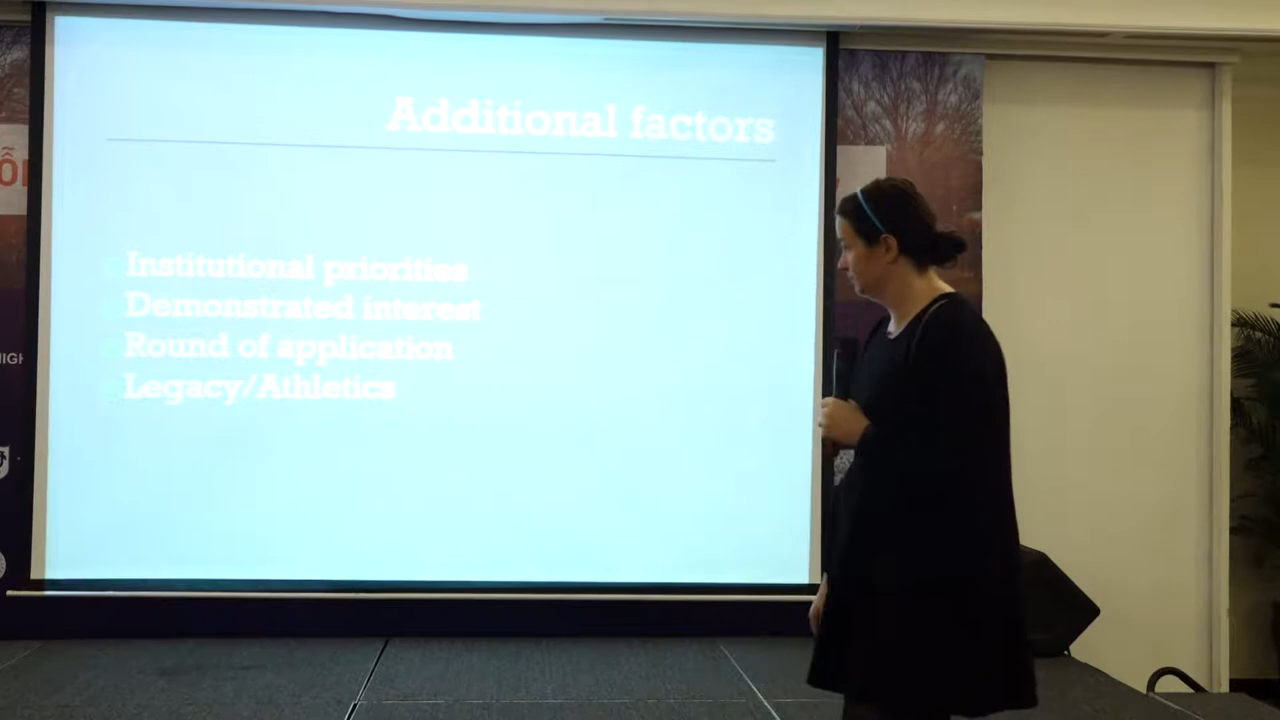 Additional factors
Institutional priorities
Demonstrated interest
Round of application
Legacy/Athletics